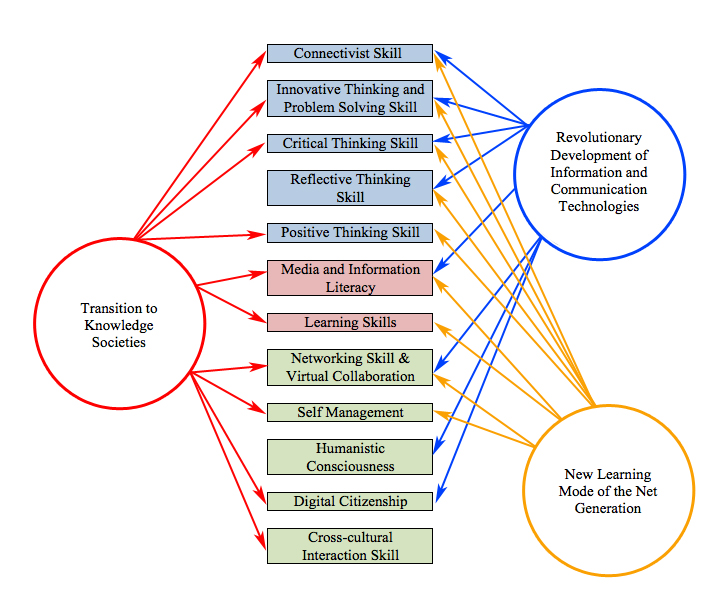 Connectivist Skill
Innovative Thinking and
Problem Solving Skill
Critical Thinking Skill
Reflective Thinking
Skill
Positive Thinking Skill
Media and Information
Literacy
Learning Skills
Networking Skill &
Virtual Collaboration
Self Management
Humanistic
Consciousness
Digital Citizenship
Cross-cultural
Interaction Skill
Transition to
Knowledge
Societies
Revolutionary
Development of
Information and
Communication
Technologies
New Learning
Mode of the Net
Generation